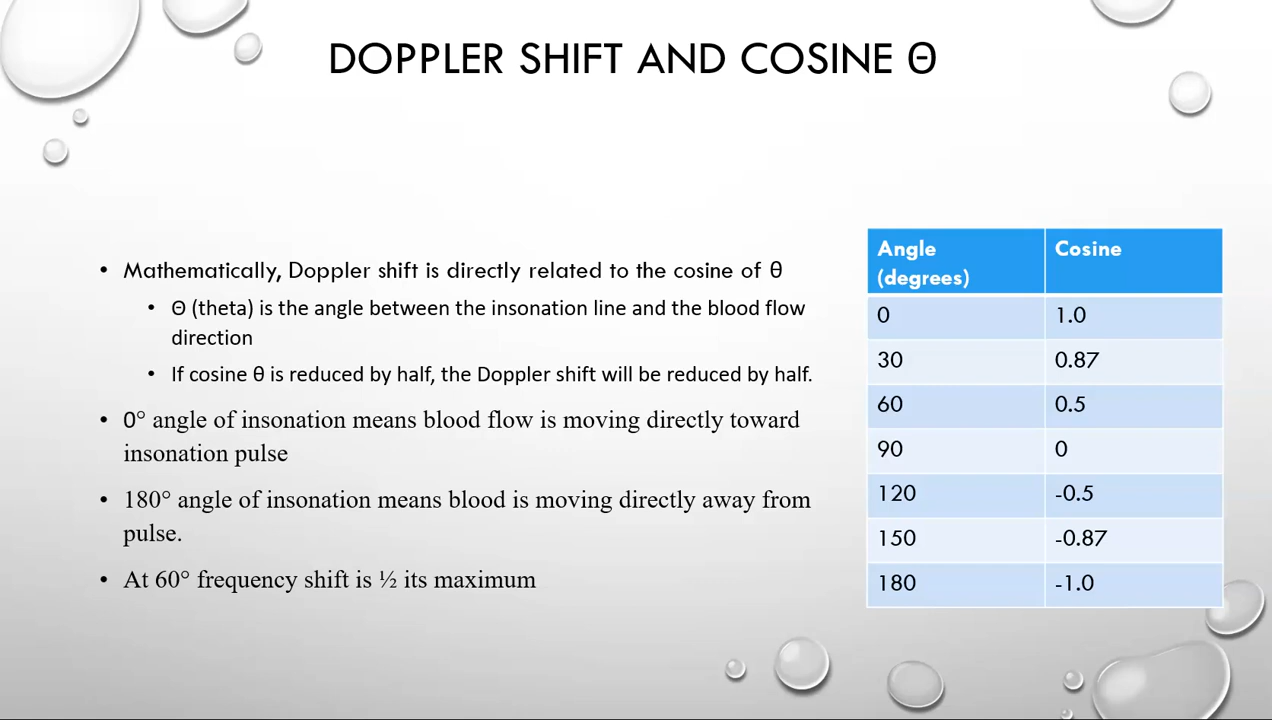 DOPPLER SHIFT AND COSINE Θ
• Mathematically, Doppler shift is directly related to the cosine of θ
• Θ (theta) is the angle between the insonation line and the blood flow
direction
• If cosine θ is reduced by half, the Doppler shift will be reduced by half.
• 0° angle of insonation means blood flow is moving directly toward
insonation pulse
• 180° angle of insonation means blood is moving directly away from
pulse.
• At 60° frequency shift is ½ its maximum
Angle (degrees) Cosine
0 1.0
30 0.87
60 0.5
90 0
120 -0.5
150 -0.87
180 -1.0